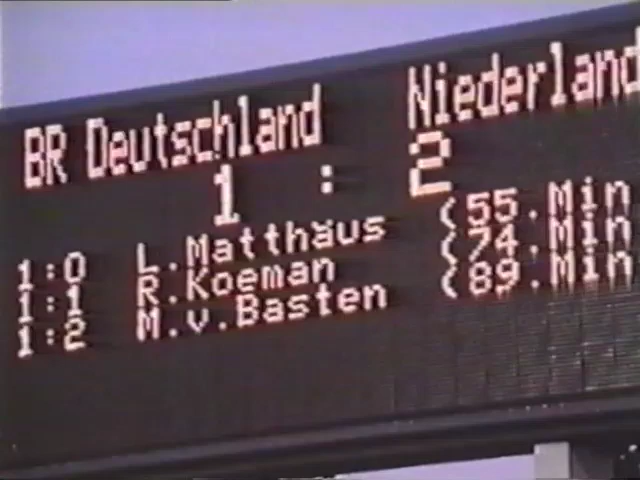 BR Deutschland Niederland
1 : 2
1:0 L.Matthäus (55.Min
1:1 R.Koeman (74.Min
1:2 M.v.Basten (89.Min